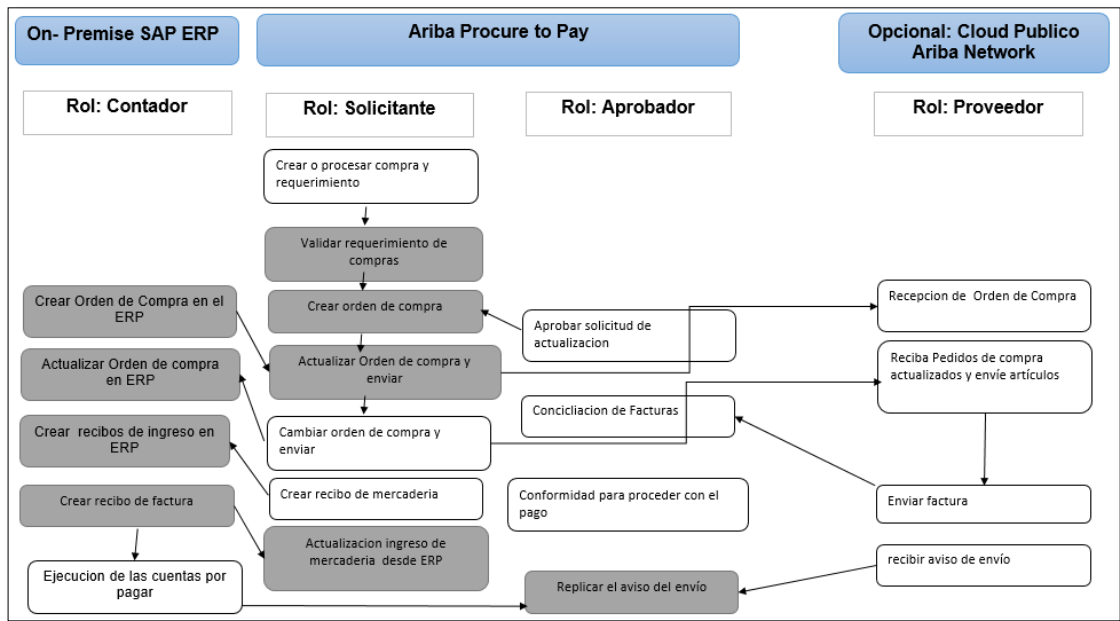 On- Premise SAP ERP
Ariba Procure to Pay
Opcional: Cloud Publico
Ariba Network
Rol: Contador
Rol: Solicitante
Rol: Aprobador
Rol: Proveedor
Crear o procesar compra y
requerimiento
Validar requerimiento de
compras
Crear Orden de Compra en el
ERP
Crear orden de compra
Aprobar solicitud de
actualizacion
Recepcion de Orden de Compra
Actualizar Orden de compra
en ERP
Actualizar Orden de compra y
enviar
Reciba Pedidos de compra
actualizados y envíe artículos
Crear recibos de ingreso en
ERP
Cambiar orden de compra y
enviar
Concicliacion de Facturas
Crear recibo de factura
Crear recibo de mercaderia
Conformidad para proceder con el
pago
Enviar factura
Ejecucion de las cuentas por
pagar
Actualizacion ingreso de
mercaderia desde ERP
Replicar el aviso del envío
recibir aviso de envío